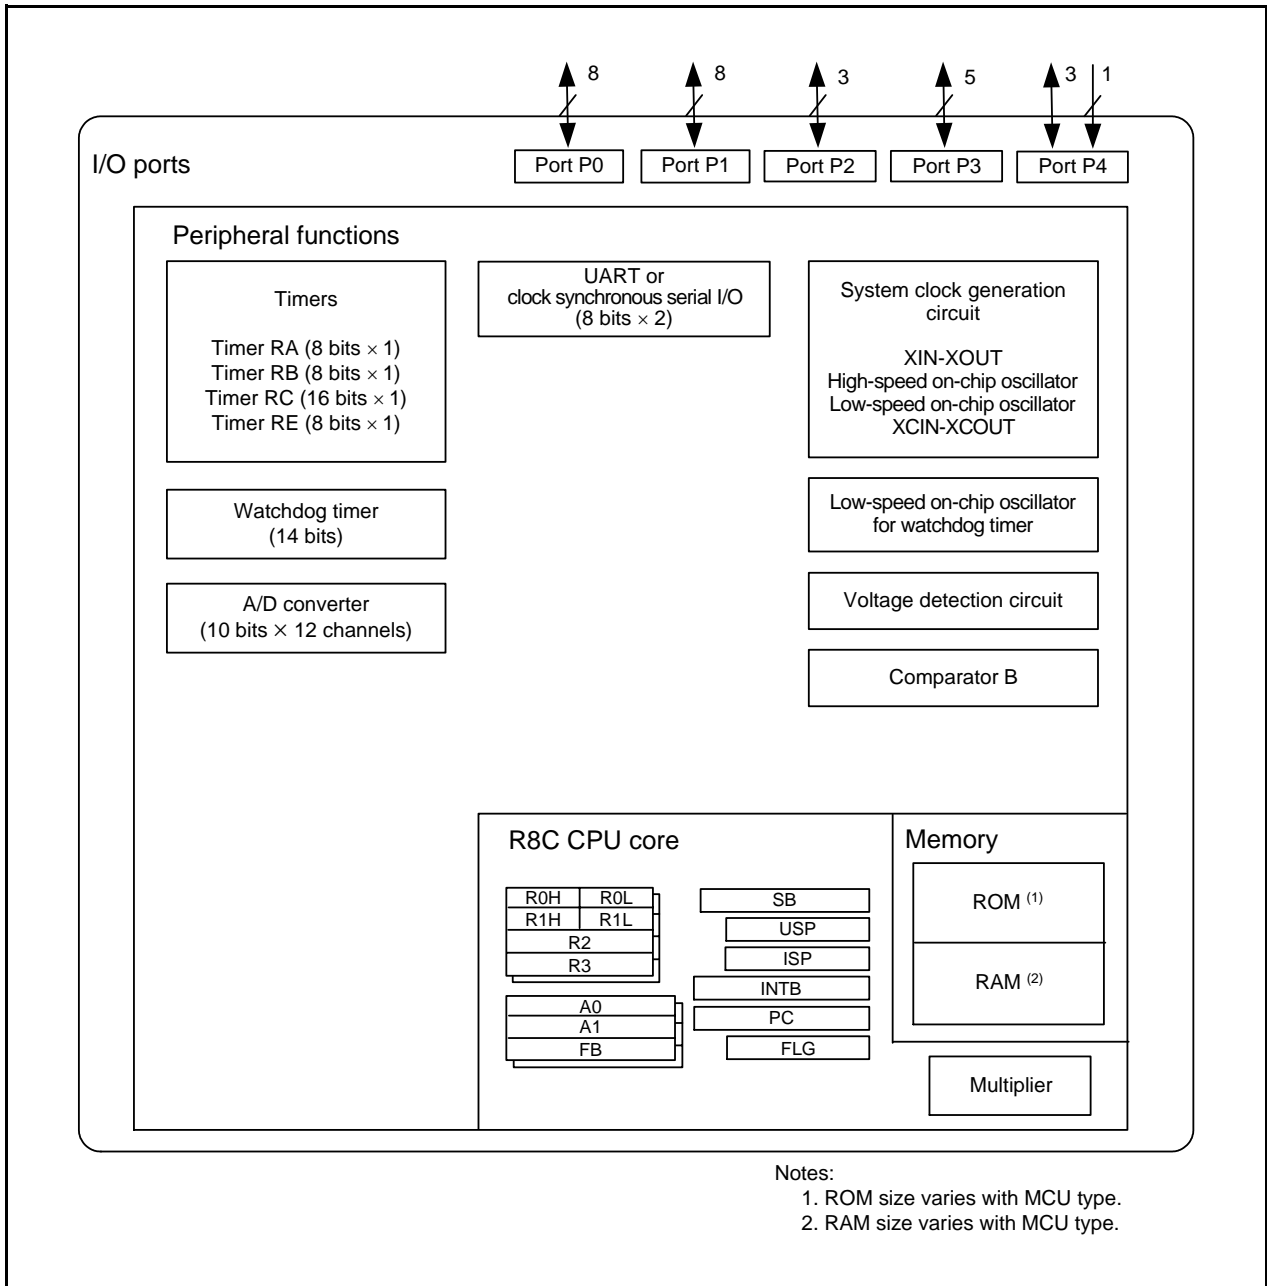 8 8 3 5 3 1
I/O ports
Port P0 Port P1 Port P2 Port P3 Port P4
Peripheral functions
Timers
Timer RA (8 bits × 1)
Timer RB (8 bits × 1)
Timer RC (16 bits × 1)
Timer RE (8 bits × 1)
UART or
clock synchronous serial I/O
(8 bits × 2)
System clock generation
circuit
XIN-XOUT
High-speed on-chip oscillator
Low-speed on-chip oscillator
XCIN-XCOUT
Watchdog timer
(14 bits)
Low-speed on-chip oscillator
for watchdog timer
A/D converter
(10 bits × 12 channels)
Voltage detection circuit
Comparator B
R8C CPU core
R0H R0L
R1H R1L
R2
R3
A0
A1
FB
SB
USP
ISP
INTB
PC
FLG
Memory
ROM (1)
RAM (2)
Multiplier
Notes:
1. ROM size varies with MCU type.
2. RAM size varies with MCU type.